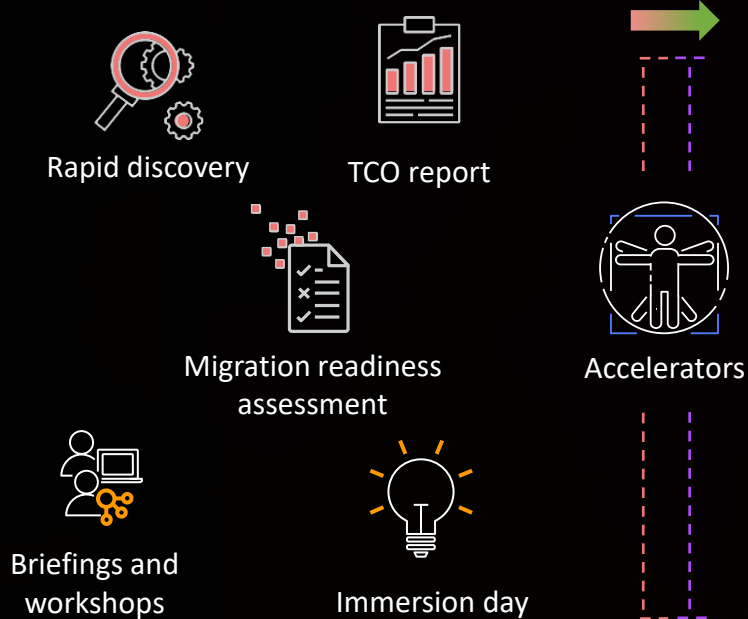 Rapid discovery
TCO report
Migration readiness
assessment
Accelerators
Briefings and
workshops
Immersion day